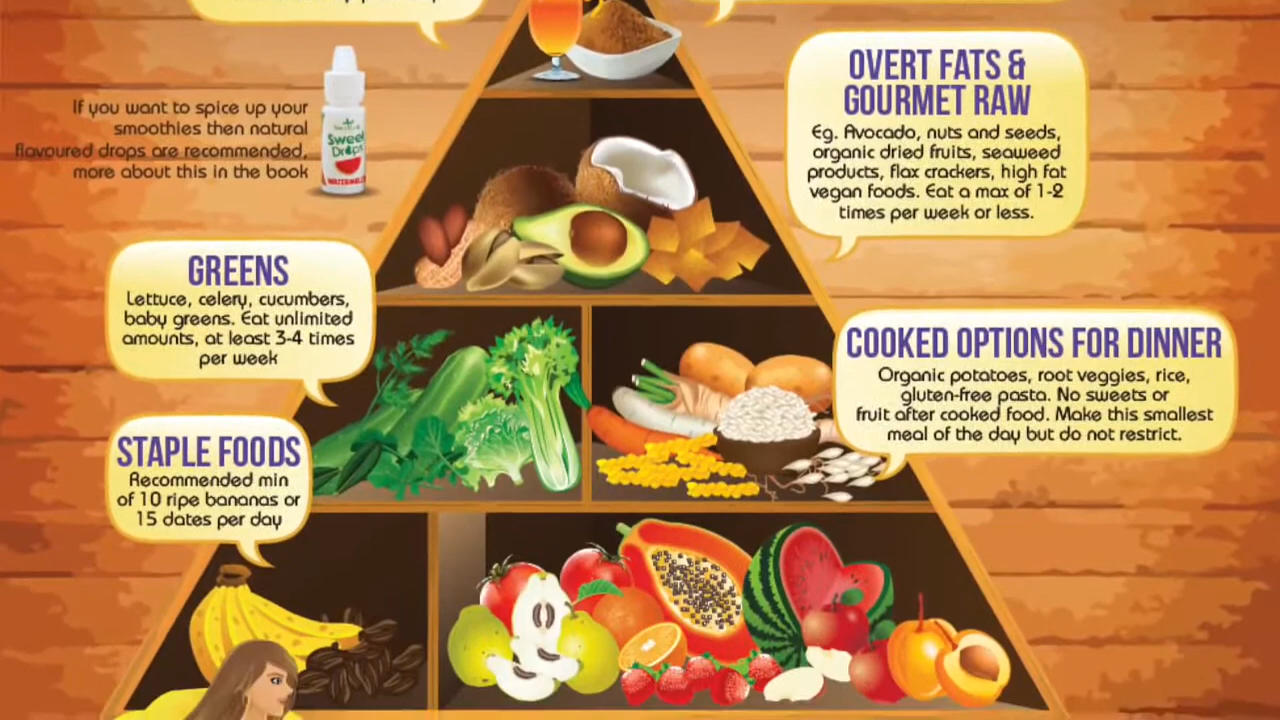 If you want to spice up your
smoothies then natural
flavoured drops are recommended,
more about this in the book
Sweet
Drops
WATERMELON
OVERT FATS &
GOURMET RAW
Eg. Avocado, nuts and seeds,
organic dried fruits, seaweed
products, flax crackers, high fat
vegan foods. Eat a max of 1-2
times per week or less.
GREENS
Lettuce, celery, cucumbers,
baby greens. Eat unlimited
amounts, at least 3-4 times
per week
COOKED OPTIONS FOR DINNER
Organic potatoes, root veggies, rice,
gluten-free pasta. No sweets or
fruit after cooked food. Make this smallest
meal of the day but do not restrict.
STAPLE FOODS
Recommended min
of 10 ripe bananas or
15 dates per day